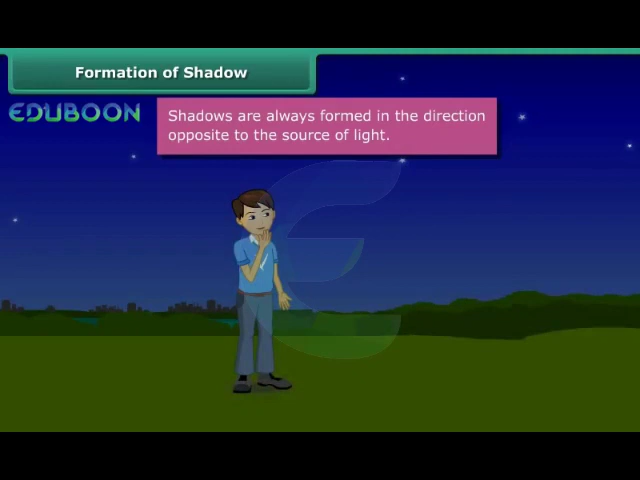 Formation of Shadow
EDUBOON
Shadows are always formed in the direction
opposite to the source of light.